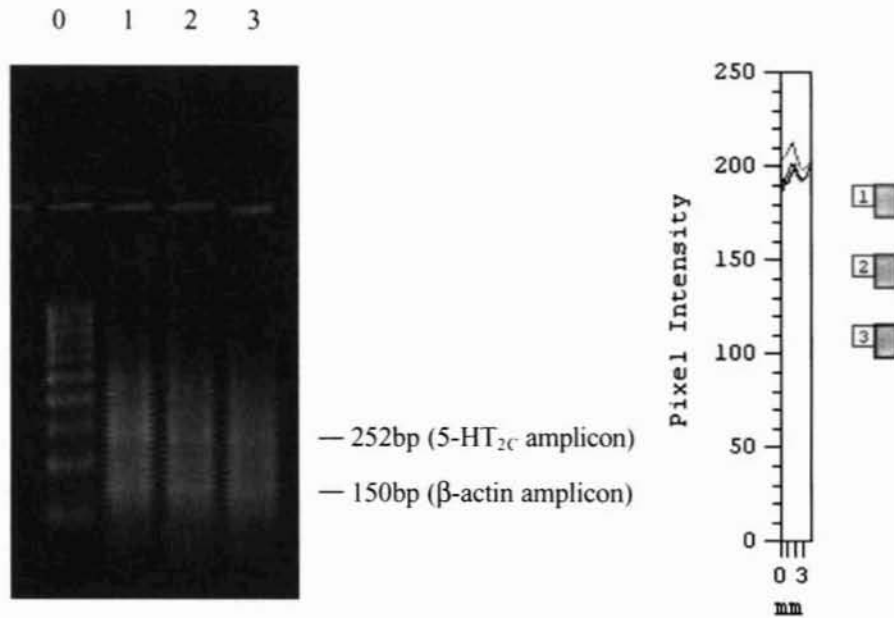 0 1 2 3
— 252bp (5-HT₂C amplicon)
— 150bp (β-actin amplicon)
Pixel Intensity
250
200
150
100
50
0
0 3
mm
1
2
3